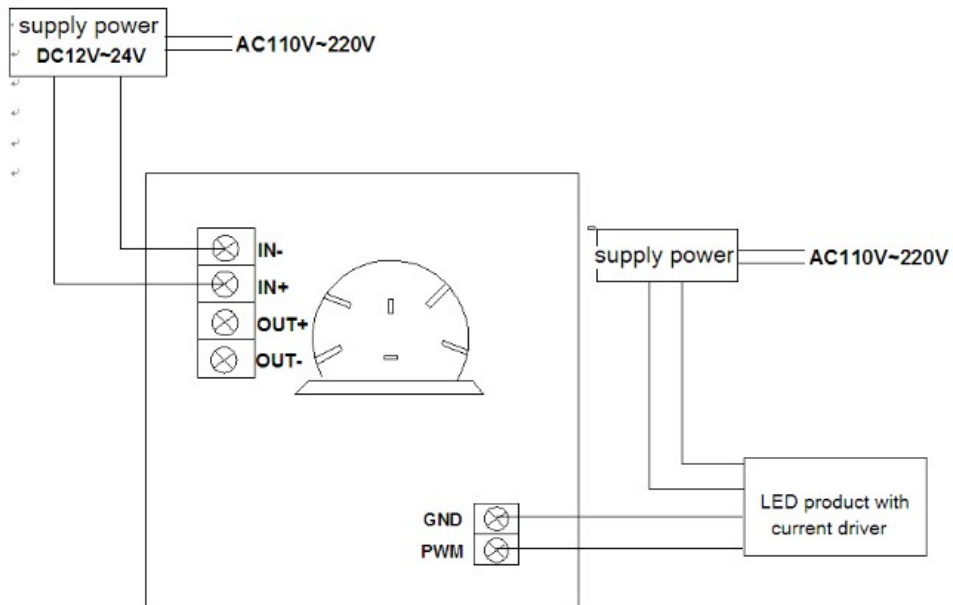 supply power
DC12V~24V
AC110V~220V
IN-
IN+
OUT+
OUT-
supply power
AC110V~220V
LED product with
current driver
GND
PWM